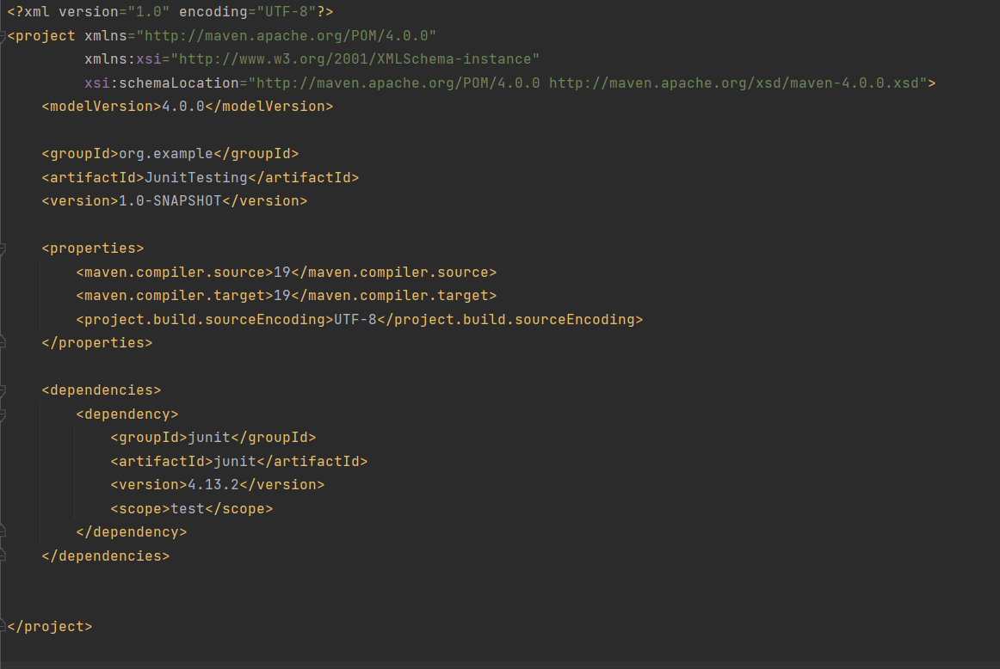 <?xml version="1.0" encoding="UTF-8"?>
<project xmlns="http://maven.apache.org/POM/4.0.0"
         xmlns:xsi="http://www.w3.org/2001/XMLSchema-instance"
         xsi:schemaLocation="http://maven.apache.org/POM/4.0.0 http://maven.apache.org/xsd/maven-4.0.0.xsd">
    <modelVersion>4.0.0</modelVersion>

    <groupId>org.example</groupId>
    <artifactId>JunitTesting</artifactId>
    <version>1.0-SNAPSHOT</version>

    <properties>
        <maven.compiler.source>19</maven.compiler.source>
        <maven.compiler.target>19</maven.compiler.target>
        <project.build.sourceEncoding>UTF-8</project.build.sourceEncoding>
    </properties>

    <dependencies>
        <dependency>
            <groupId>junit</groupId>
            <artifactId>junit</artifactId>
            <version>4.13.2</version>
            <scope>test</scope>
        </dependency>
    </dependencies>


</project>